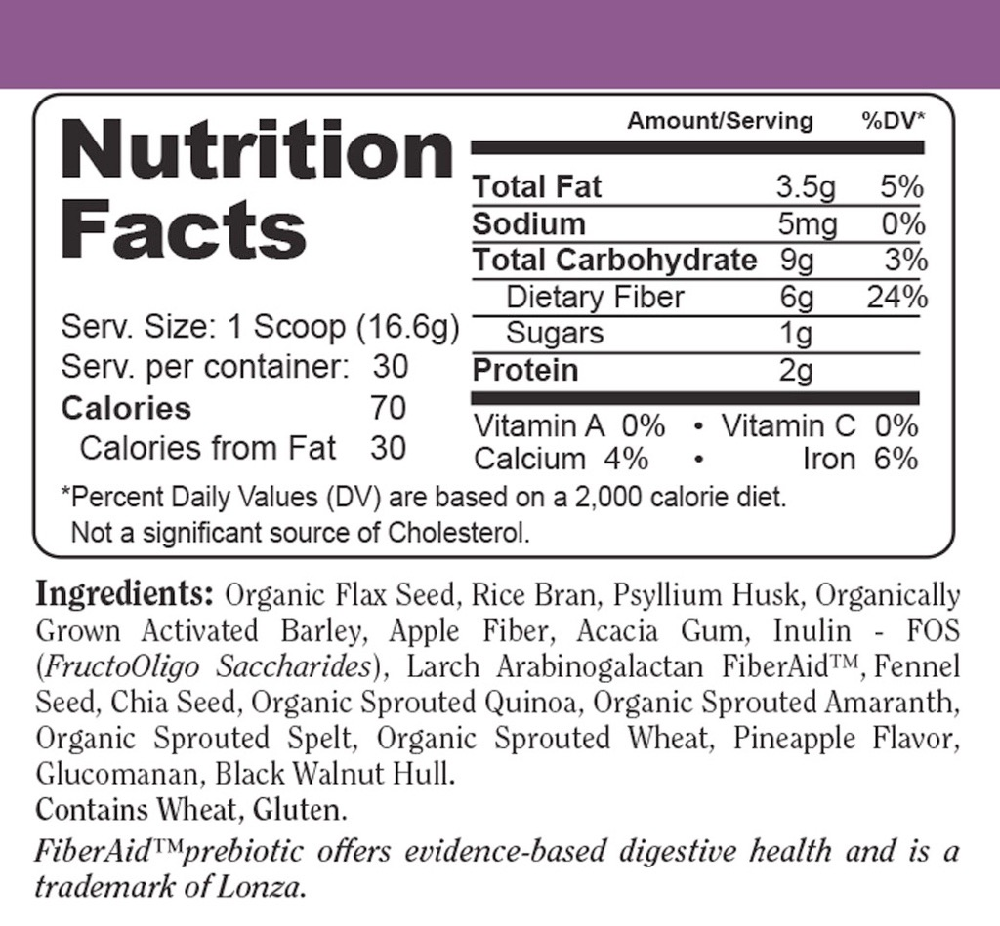 Nutrition
Facts
Serv. Size: 1 Scoop (16.6g)
Serv. per container: 30
Calories 70
Calories from Fat 30
Amount/Serving %DV*
Total Fat 3.5g 5%
Sodium 5mg 0%
Total Carbohydrate 9g 3%
Dietary Fiber 6g 24%
Sugars 1g
Protein 2g
Vitamin A 0% • Vitamin C 0%
Calcium 4% • Iron 6%
*Percent Daily Values (DV) are based on a 2,000 calorie diet.
Not a significant source of Cholesterol.
Ingredients: Organic Flax Seed, Rice Bran, Psyllium Husk, Organically
Grown Activated Barley, Apple Fiber, Acacia Gum, Inulin - FOS
(FructoOligo Saccharides), Larch Arabinogalactan FiberAid™, Fennel
Seed, Chia Seed, Organic Sprouted Quinoa, Organic Sprouted Amaranth,
Organic Sprouted Spelt, Organic Sprouted Wheat, Pineapple Flavor,
Glucomanan, Black Walnut Hull.
Contains Wheat, Gluten.
FiberAid™prebiotic offers evidence-based digestive health and is a
trademark of Lonza.